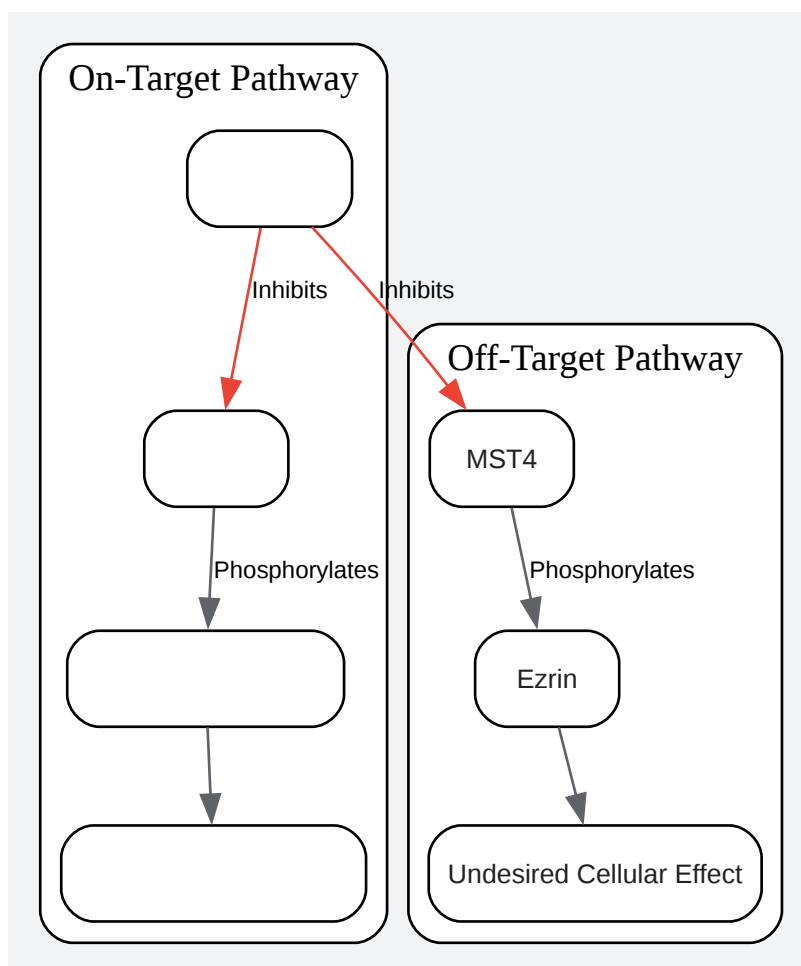 On-Target Pathway
Inhibits
Inhibits
Off-Target Pathway
MST4
Phosphorylates
Phosphorylates
Ezrin
Undesired Cellular Effect